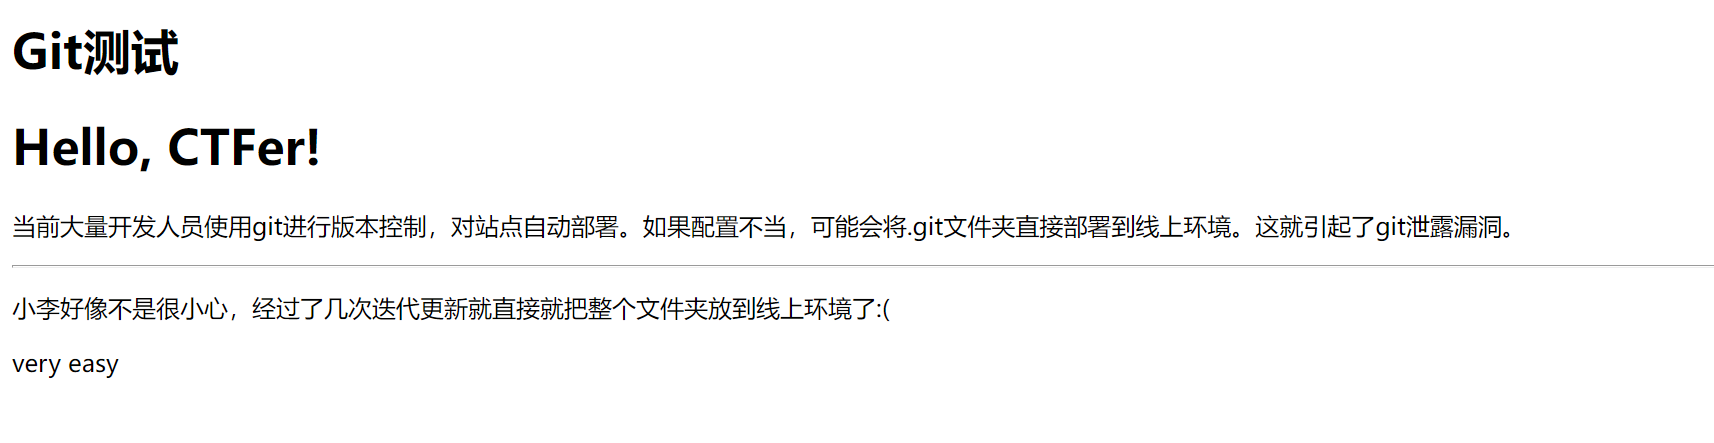 Git测试
Hello, CTFer!
当前大量开发人员使用git进行版本控制，对站点自动部署。如果配置不当，可能会将.git文件夹直接部署到线上环境。这就引起了git泄露漏洞。
小李好像不是很小心，经过了几次迭代更新就直接就把整个文件夹放到线上环境了:(
very easy